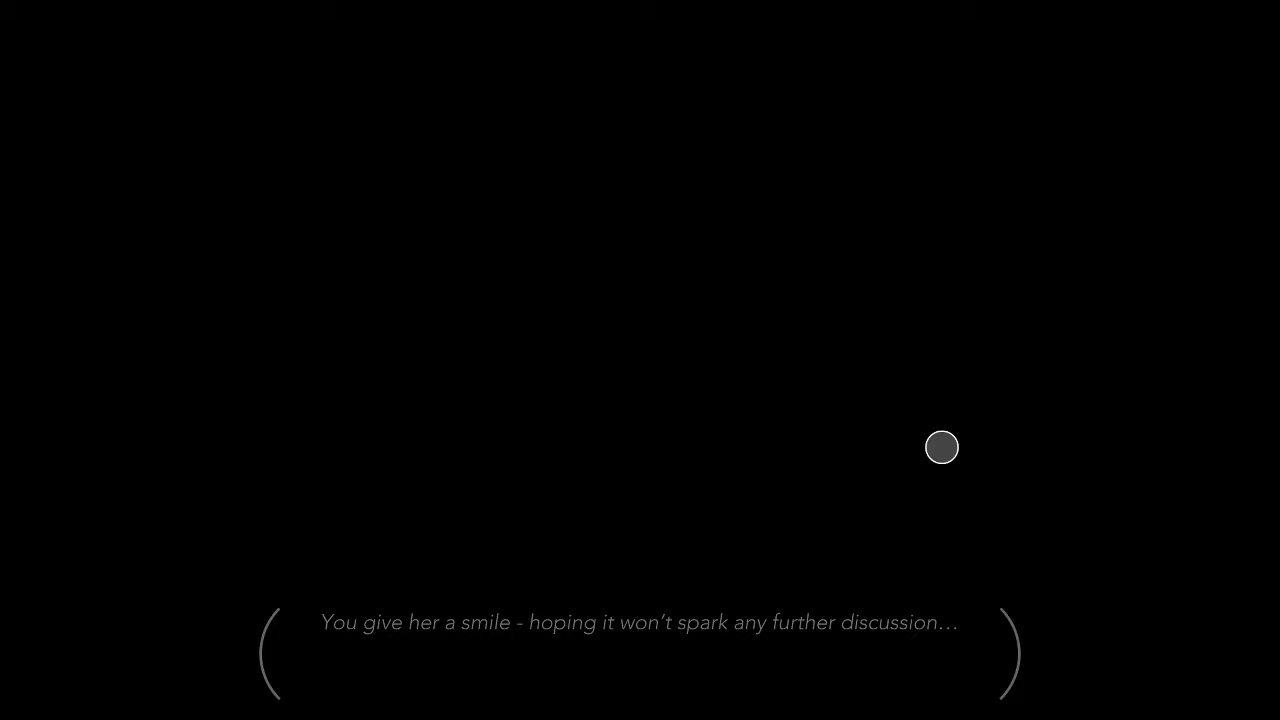 You give her a smile - hoping it won’t spark any further discussion…